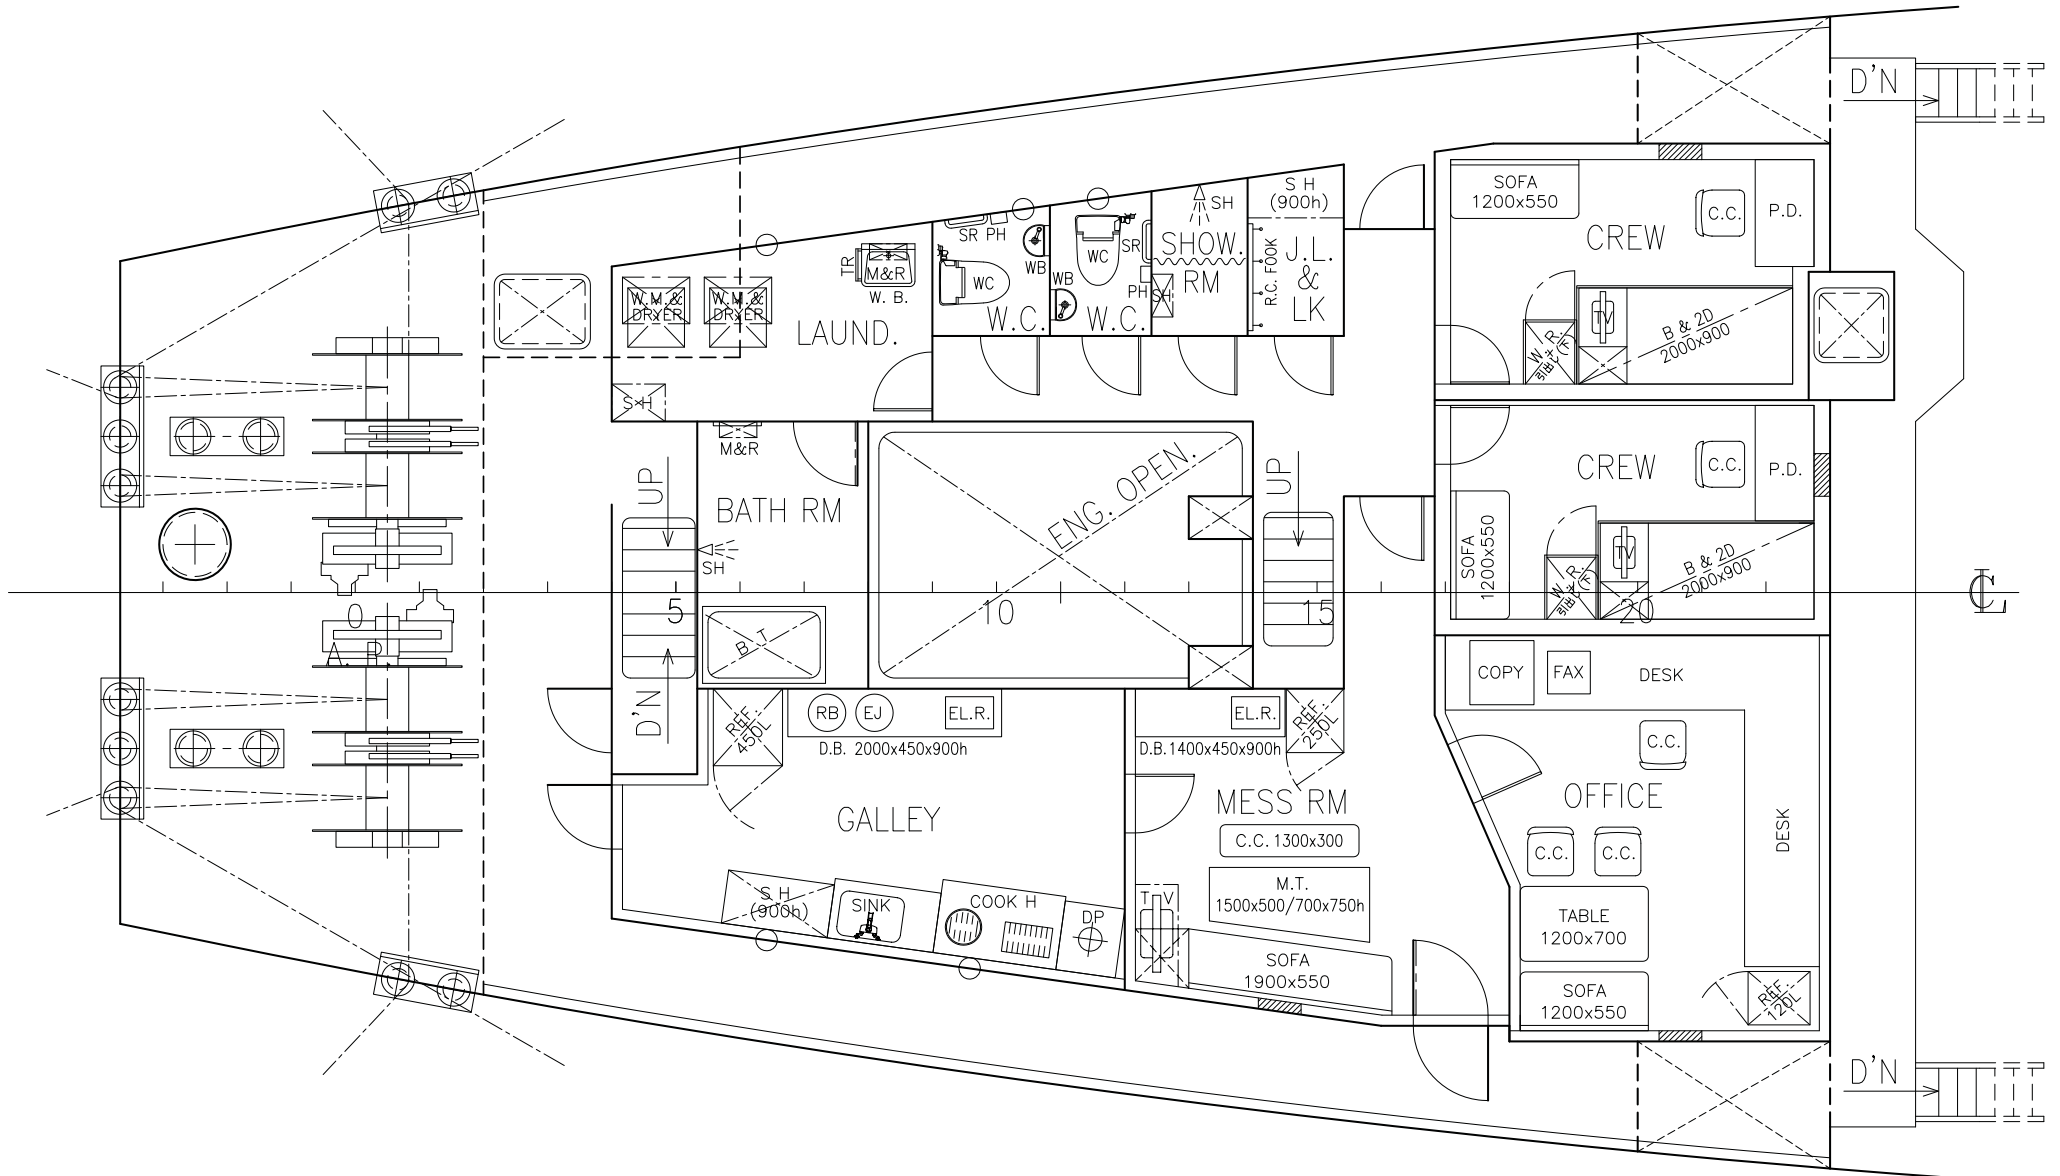 D'N
SOFA
1200x550
C.C.
P.D.
CREW
S H
(900h)
SH
SHOW.
RM
SH
R.C. FOOK
J.L.
&
LK
SR PH
WB
WC
W.C.
WB
WC
SR
PH
W.C.
TR
M&R
W. B.
W.M.&
DRYER
W.M.&
DRYER
LAUND.
S H
TV
B & 2D
2000x900
W. R.
M&R
UP
BATH RM
SH
B T
D'N
ENG. OPEN.
UP
CREW
C.C.
P.D.
SOFA
1200x550
TV
B & 2D
2000x900
W. R.
CL
0
A. P
5
10
15
20
REF.
450L
RB
EJ
EL.R.
D.B. 2000x450x900h
GALLEY
S H
(900h)
SINK
COOK H
DP
EL.R.
REF.
250L
D.B.1400x450x900h
MESS RM
C.C. 1300x300
M.T.
1500x500/700x750h
T V
SOFA
1900x550
COPY
FAX
DESK
C.C.
OFFICE
DESK
C.C.
C.C.
TABLE
1200x700
SOFA
1200x550
REF.
120L
D'N